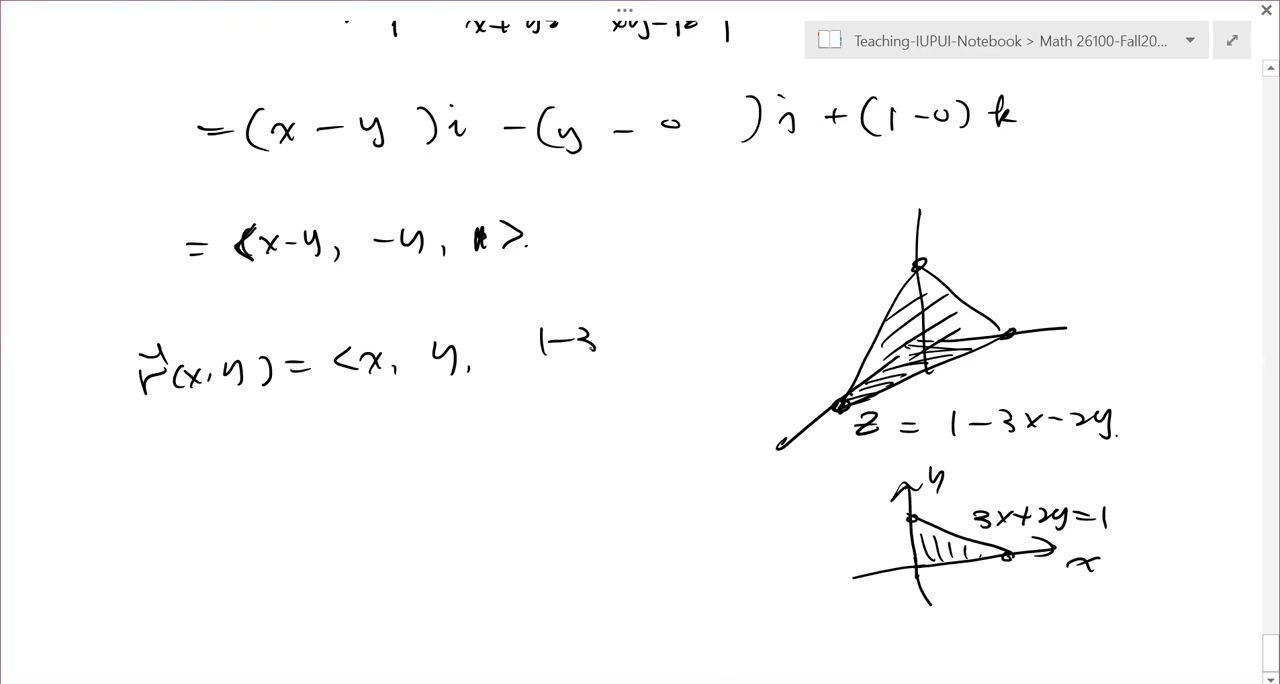 Teaching-IUPUI-Notebook > Math 26100-Fall20...
= (x - y) i - (y - 0) j + (1-0) k
= <x-y, -y, 1>.
r⃗(x,y) = <x, y, 1-3
z = 1-3x-2y.
y
3x+2y=1
x